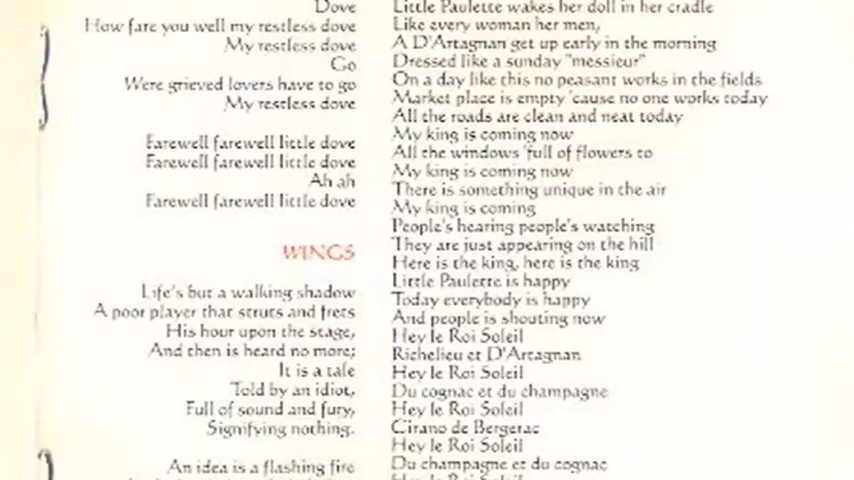 Dove
How fare you well my restless dove
My restless dove
Go
Were grieved lovers have to go
My restless dove
Farewell farewell little dove
Farewell farewell little dove
Ah ah
Farewell farewell little dove
WINGS
Life's but a walking shadow
A poor player that struts and frets
His hour upon the stage,
And then is heard no more;
It is a tale
Told by an idiot,
Full of sound and fury,
Signifying nothing.
An idea is a flashing fire
Little Paulette wakes her doll in her cradle
Like every woman her men,
A D'Artagnan get up early in the morning
Dressed like a sunday "messieur"
On a day like this no peasant works in the fields
Market place is empty 'cause no one works today
All the roads are clean and neat today
My king is coming now
All the windows 'full of flowers to
My king is coming now
There is something unique in the air
My king is coming
People's hearing people's watching
They are just appearing on the hill
Here is the king, here is the king
Little Paulette is happy
Today everybody is happy
And people is shouting now
Hey le Roi Soleil
Richelieu et D'Artagnan
Hey le Roi Soleil
Du cognac et du champagne
Hey le Roi Soleil
Cirano de Bergerac
Hey le Roi Soleil
Du champagne et du cognac
Hey le Roi Soleil